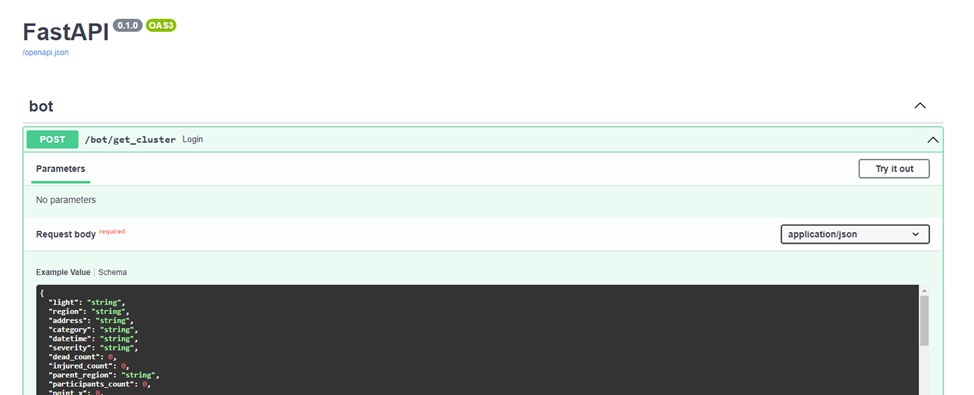 FastAPI 0.1.0 OAS3
/openapi.json
bot
POST /bot/get_cluster Login
Parameters Try it out
No parameters
Request body required application/json
Example Value | Schema
{
"light": "string",
"region": "string",
"address": "string",
"category": "string",
"datetime": "string",
"severity": "string",
"dead_count": 0,
"injured_count": 0,
"parent_region": "string",
"participants_count": 0,
"point_x": 0,